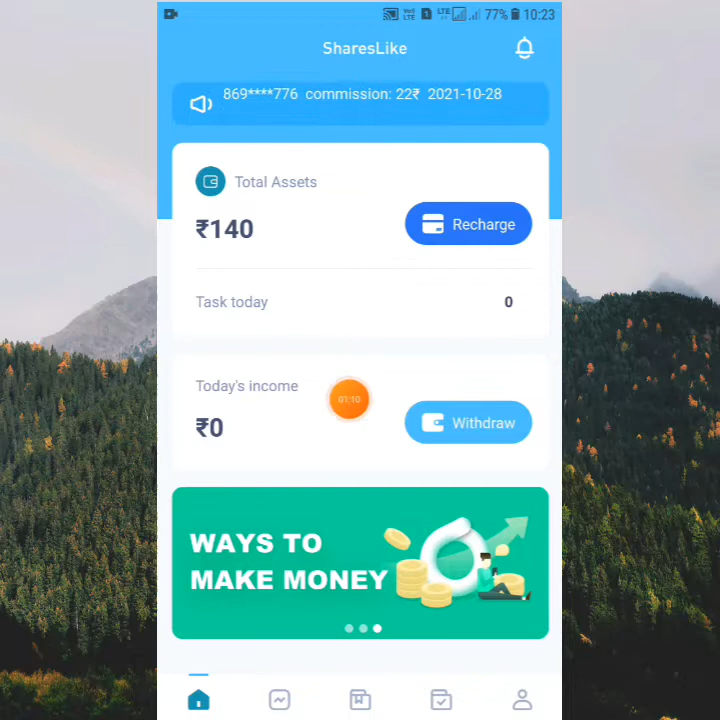 77% 10:23
SharesLike
869****776 commission: 22₹ 2021-10-28
Total Assets
₹140
Recharge
Task today
0
Today's income
01:10
₹0
Withdraw
WAYS TO
MAKE MONEY